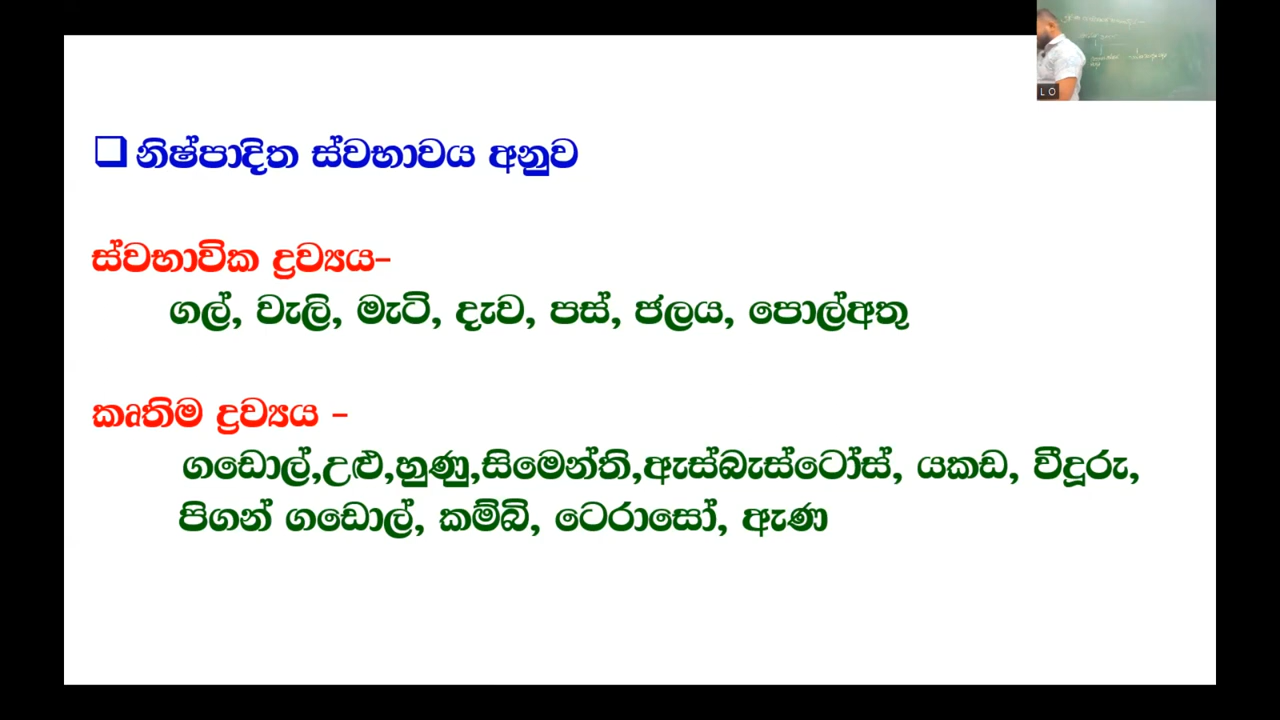 නිෂ්පාදිත ස්වභාවය අනුව
ස්වභාවික ද්‍රව්‍යය-
ගල්, වැලි, මැටි, දැව, පස්, ජලය, පොල්අතු
කෘතිම ද්‍රව්‍යය -
ගඩොල්,උළු,හුණු,සිමෙන්ති,ඇස්බැස්ටෝස්, යකඩ, වීදුරු,
පිගන් ගඩොල්, කම්බි, ටෙරාසෝ, ඇණ
L O